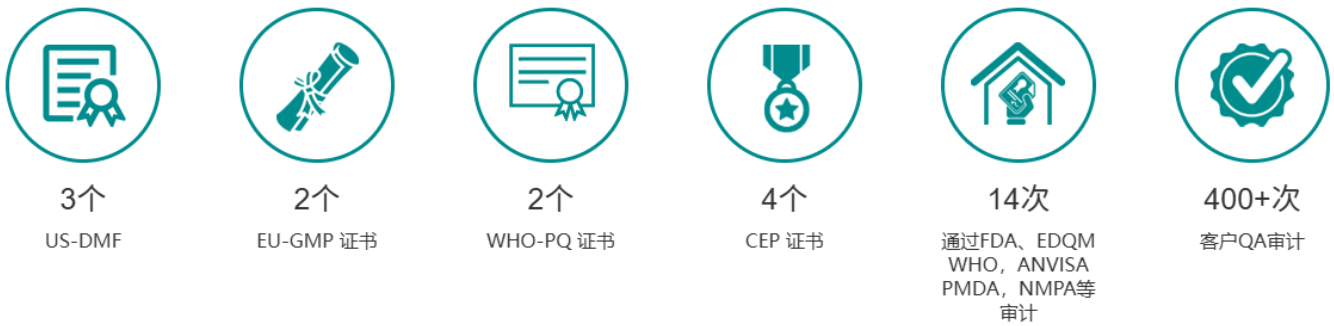 3个
US-DMF
2个
EU-GMP 证书
2个
WHO-PQ 证书
4个
CEP 证书
14次
通过FDA、EDQM
WHO，ANVISA
PMDA，NMPA等
审计
400+次
客户QA审计